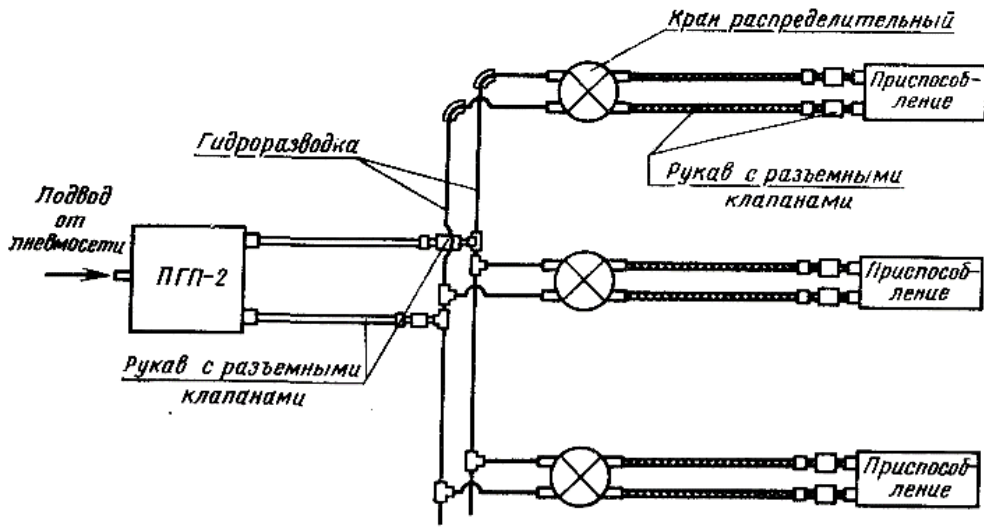 Кран распределительный
Приспособ-
ление
Гидроразводка
Рукав с разъемными
клапанами
Подвод
от
пневмосети
ПГП-2
Приспособ-
ление
Рукав с разъемными
клапанами
Приспособ-
ление